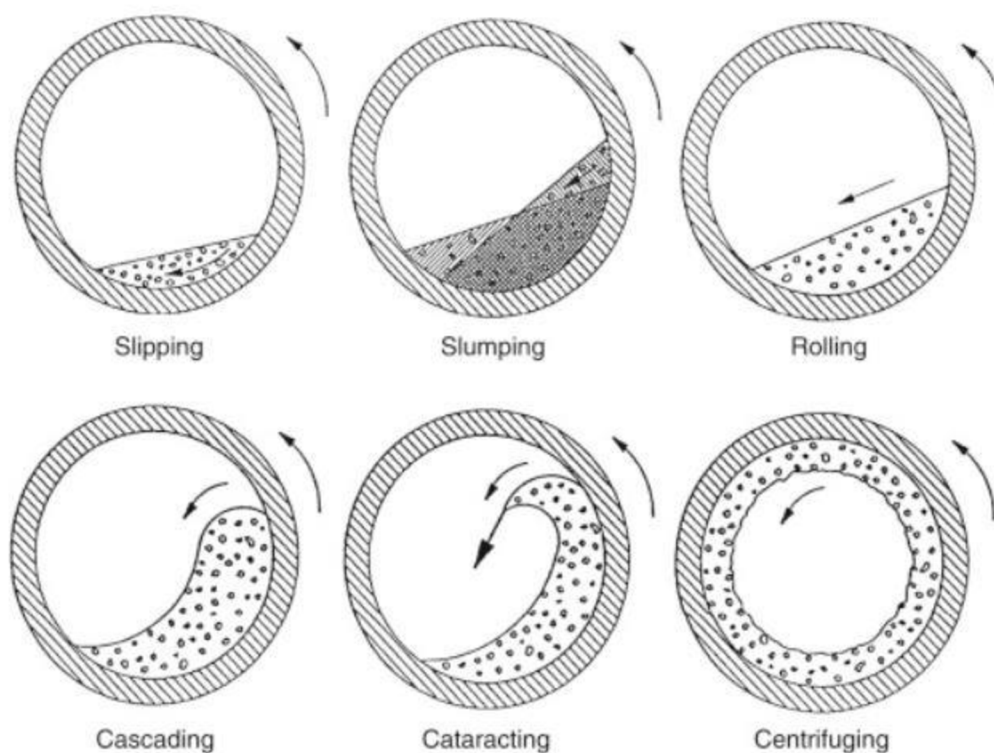 Slipping
Slumping
Rolling
Cascading
Cataracting
Centrifuging